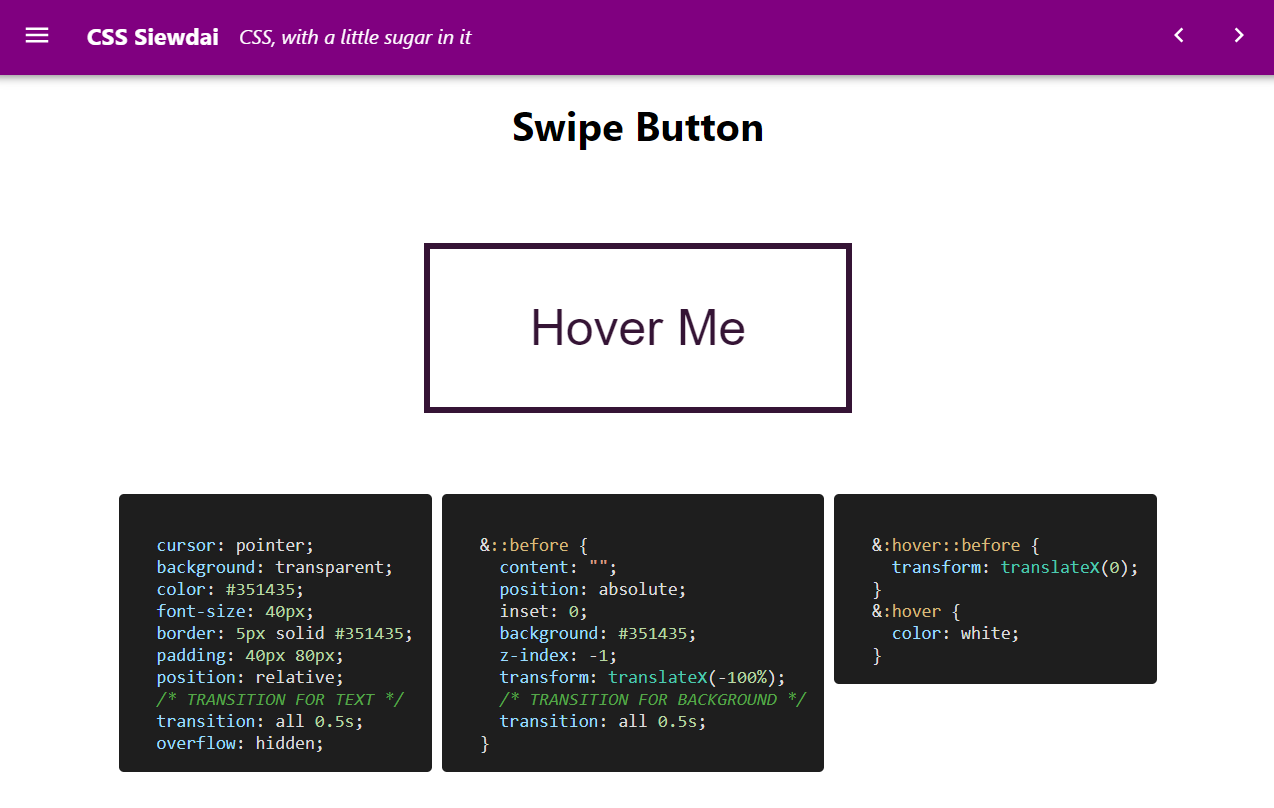 CSS Siewdai CSS, with a little sugar in it
Swipe Button
Hover Me
cursor: pointer;
background: transparent;
color: #351435;
font-size: 40px;
border: 5px solid #351435;
padding: 40px 80px;
position: relative;
/* TRANSITION FOR TEXT */
transition: all 0.5s;
overflow: hidden;
&::before {
  content: "";
  position: absolute;
  inset: 0;
  background: #351435;
  z-index: -1;
  transform: translateX(-100%);
  /* TRANSITION FOR BACKGROUND */
  transition: all 0.5s;
}
&:hover::before {
  transform: translateX(0);
}
&:hover {
  color: white;
}